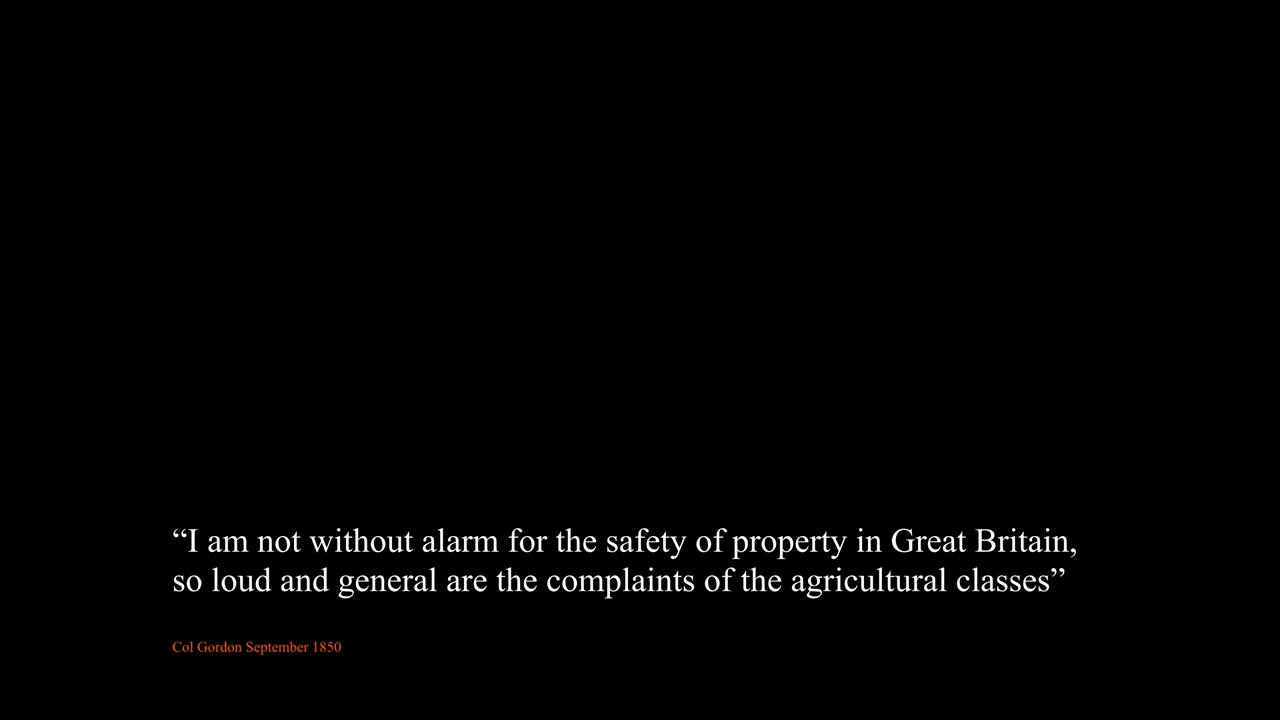 “I am not without alarm for the safety of property in Great Britain,
so loud and general are the complaints of the agricultural classes”
Col Gordon September 1850